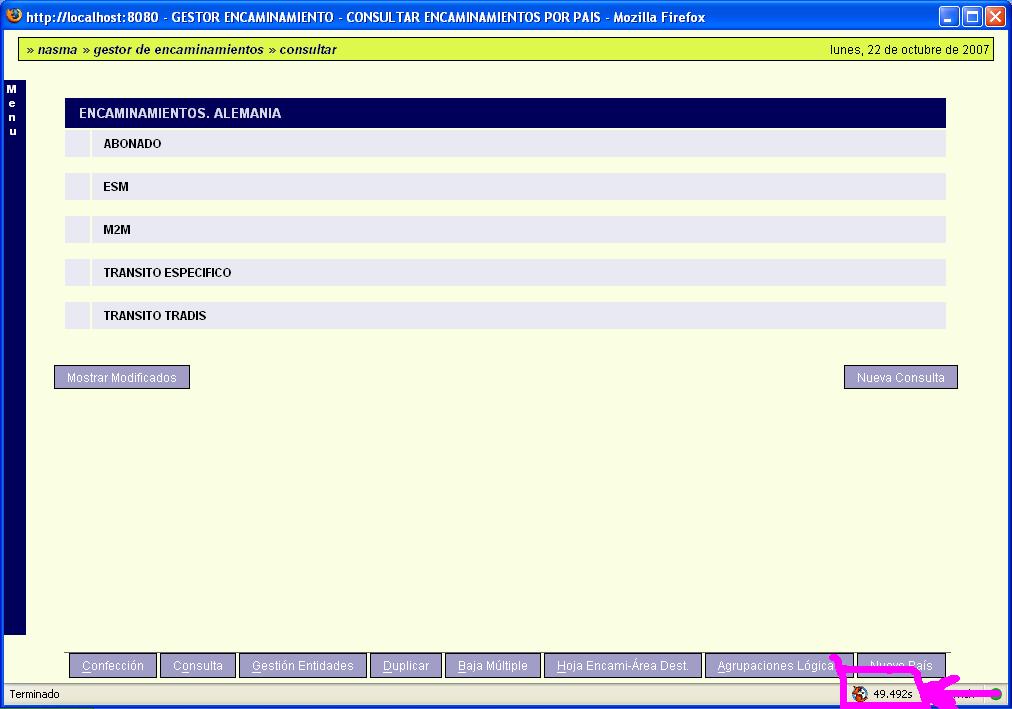 http://localhost:8080 - GESTOR ENCAMINAMIENTO - CONSULTAR ENCAMINAMIENTOS POR PAIS - Mozilla Firefox
» nasma » gestor de encaminamientos » consultar lunes, 22 de octubre de 2007
Menu
ENCAMINAMIENTOS. ALEMANIA
ABONADO
ESM
M2M
TRANSITO ESPECIFICO
TRANSITO TRADIS
Mostrar Modificados Nueva Consulta
Confección Consulta Gestión Entidades Duplicar Baja Múltiple Hoja Encami-Área Dest. Agrupaciones Lógica Nuevo País
Terminado 49.492s